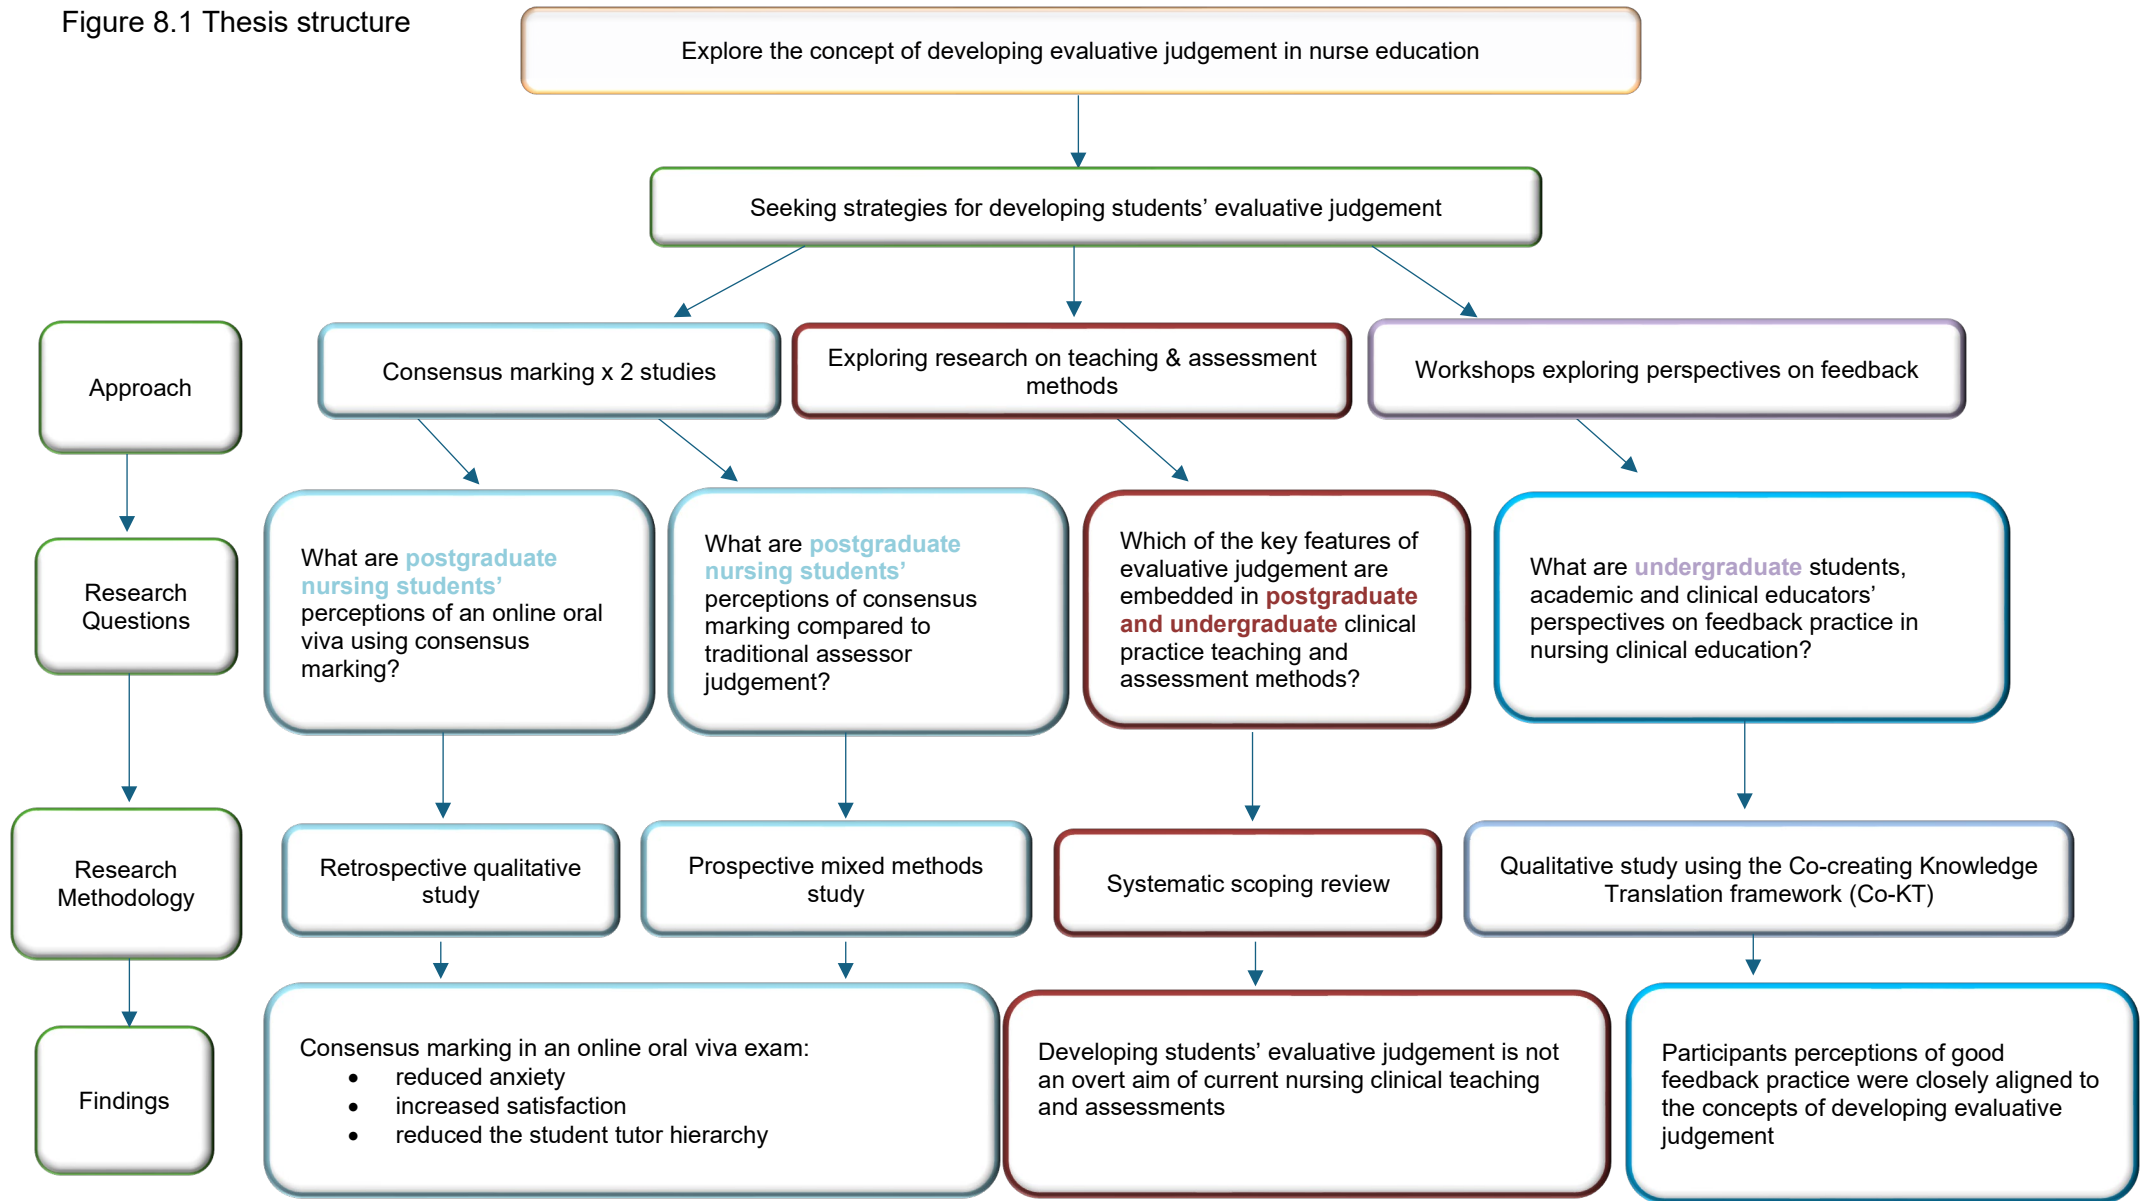 Figure 8.1 Thesis structure
Explore the concept of developing evaluative judgement in nurse education
Seeking strategies for developing students’ evaluative judgement
Approach
Consensus marking x 2 studies
Exploring research on teaching & assessment
methods
Workshops exploring perspectives on feedback
Research
Questions
What are postgraduate
nursing students’
perceptions of an online oral
viva using consensus
marking?
What are postgraduate
nursing students’
perceptions of consensus
marking compared to
traditional assessor
judgement?
Which of the key features of
evaluative judgement are
embedded in postgraduate
and undergraduate clinical
practice teaching and
assessment methods?
What are undergraduate students,
academic and clinical educators’
perspectives on feedback practice in
nursing clinical education?
Research
Methodology
Retrospective qualitative
study
Prospective mixed methods
study
Systematic scoping review
Qualitative study using the Co-creating Knowledge
Translation framework (Co-KT)
Findings
Consensus marking in an online oral viva exam:
• reduced anxiety
• increased satisfaction
• reduced the student tutor hierarchy
Developing students’ evaluative judgement is not
an overt aim of current nursing clinical teaching
and assessments
Participants perceptions of good
feedback practice were closely aligned to
the concepts of developing evaluative
judgement